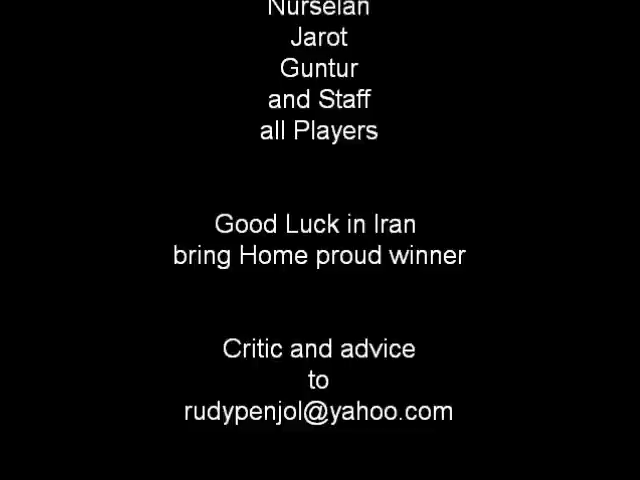 Nurselan
Jarot
Guntur
and Staff
all Players
Good Luck in Iran
bring Home proud winner
Critic and advice
to
rudypenjol@yahoo.com